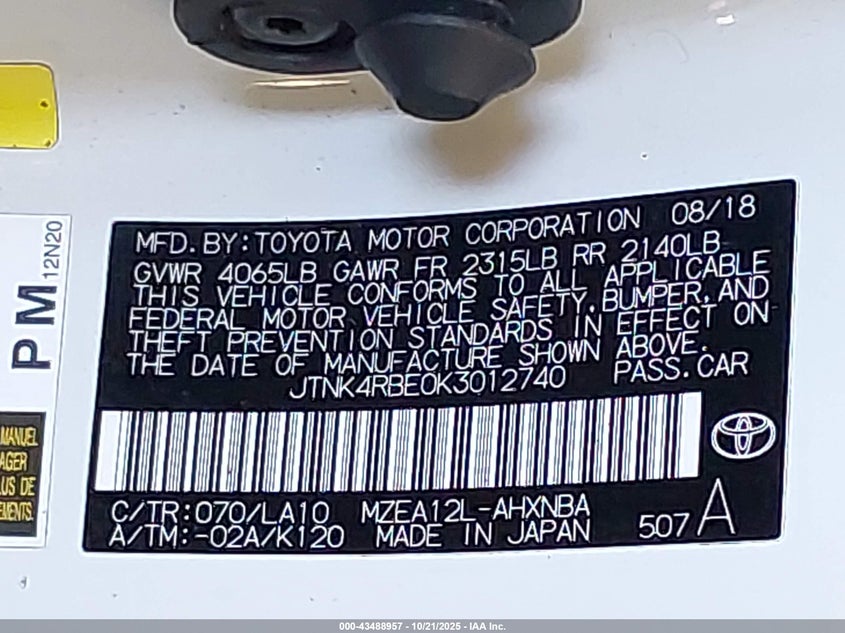 MFD. BY: TOYOTA MOTOR CORPORATION 08/18
GVWR 4065LB GAWR FR 2315LB RR 2140LB
THIS VEHICLE CONFORMS TO ALL APPLICABLE
FEDERAL MOTOR VEHICLE SAFETY, BUMPER, AND
THEFT PREVENTION STANDARDS IN EFFECT ON
THE DATE OF MANUFACTURE SHOWN ABOVE.
JTNK4RBE0K3012740 PASS. CAR
C/TR: 070/LA10 MZEA12L-AHXNBA
A/TM: -02A/K120 MADE IN JAPAN 507 A
PM 12N20
MANUEL
LUS DE
000-43488957 - 10/21/2025 - IAA Inc.